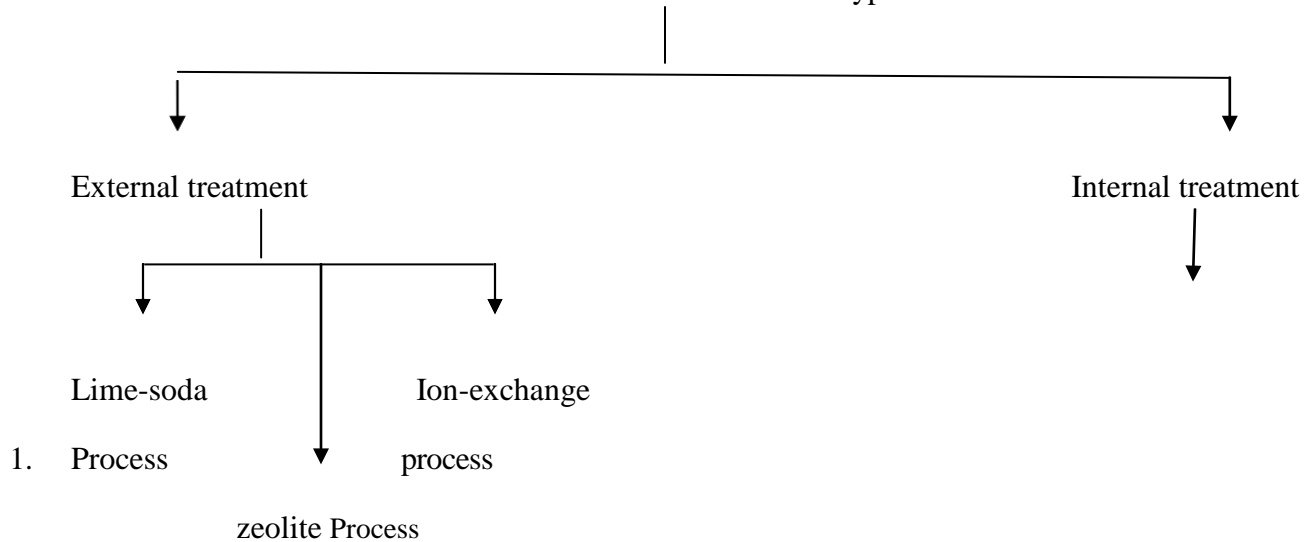 External treatment Internal treatment
Lime-soda Ion-exchange
1. Process process
zeolite Process